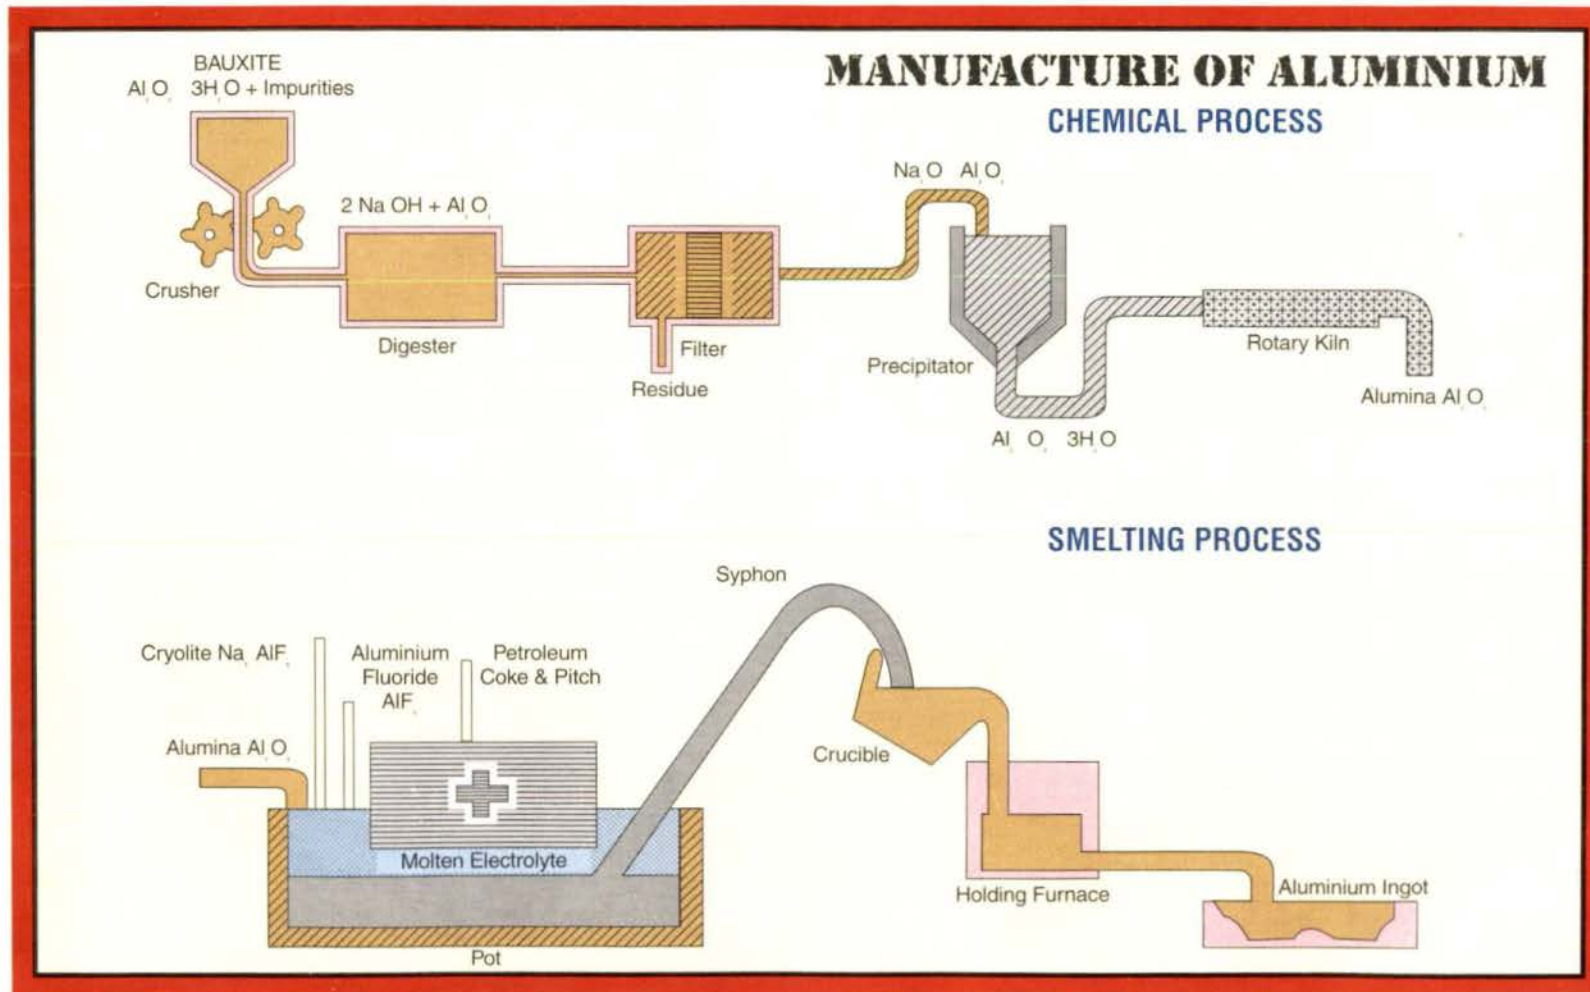 MANUFACTURE OF ALUMINIUM
CHEMICAL PROCESS
BAUXITE
Al O 3H O + Impurities
Crusher
2 Na OH + Al O
Digester
Filter
Residue
Na O Al O
Precipitator
Al O 3H O
Rotary Kiln
Alumina Al O
SMELTING PROCESS
Syphon
Cryolite Na AlF
Aluminium
Fluoride
AlF
Petroleum
Coke & Pitch
Alumina Al O
Crucible
Molten Electrolyte
Holding Furnace
Aluminium Ingot
Pot